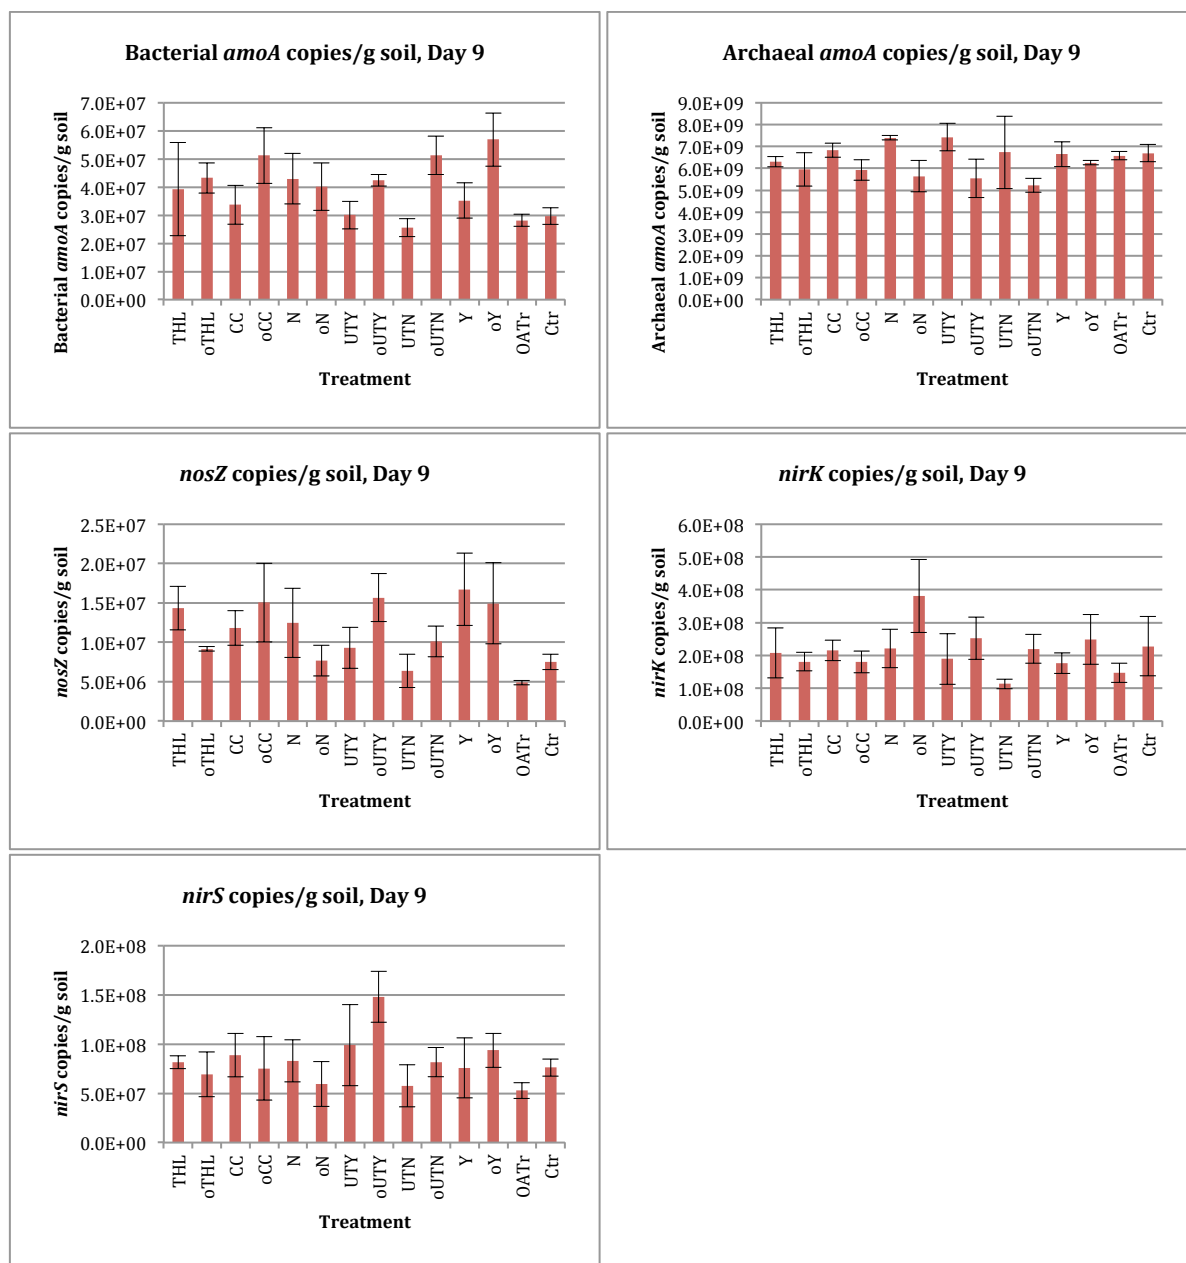 Bacterial amoA copies/g soil, Day 9
Bacterial amoA copies/g soil
7.0E+07
6.0E+07
5.0E+07
4.0E+07
3.0E+07
2.0E+07
1.0E+07
0.0E+00
THL
oTHL
CC
oCC
N
oN
UTY
oUTY
UTN
oUTN
Y
oY
OATr
Ctr
Treatment
Archaeal amoA copies/g soil, Day 9
Archaeal amoA copies/g soil
9.0E+09
8.0E+09
7.0E+09
6.0E+09
5.0E+09
4.0E+09
3.0E+09
2.0E+09
1.0E+09
0.0E+00
THL
oTHL
CC
oCC
N
oN
UTY
oUTY
UTN
oUTN
Y
oY
OATr
Ctr
Treatment
nosZ copies/g soil, Day 9
nosZ copies/g soil
2.5E+07
2.0E+07
1.5E+07
1.0E+07
5.0E+06
0.0E+00
THL
oTHL
CC
oCC
N
oN
UTY
oUTY
UTN
oUTN
Y
oY
OATr
Ctr
Treatment
nirK copies/g soil, Day 9
nirK copies/g soil
6.0E+08
5.0E+08
4.0E+08
3.0E+08
2.0E+08
1.0E+08
0.0E+00
THL
oTHL
CC
oCC
N
oN
UTY
oUTY
UTN
oUTN
Y
oY
OATr
Ctr
Treatment
nirS copies/g soil, Day 9
nirS copies/g soil
2.0E+08
1.5E+08
1.0E+08
5.0E+07
0.0E+00
THL
oTHL
CC
oCC
N
oN
UTY
oUTY
UTN
oUTN
Y
oY
OATr
Ctr
Treatment